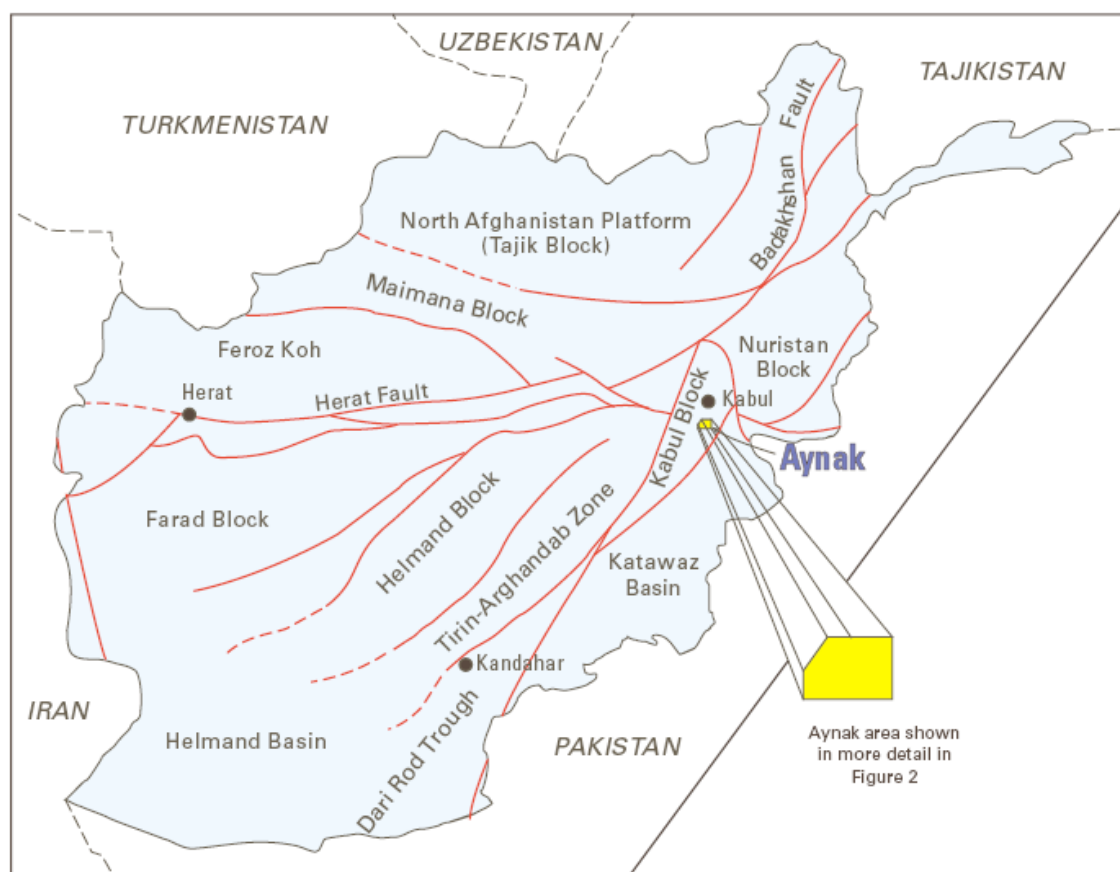 UZBEKISTAN
TAJIKISTAN
TURKMENISTAN
Badakhshan Fault
North Afghanistan Platform
(Tajik Block)
Maimana Block
Feroz Koh
Nuristan
Block
Herat
Herat Fault
Kabul
Kabul Block
Aynak
Farad Block
Helmand Block
Tirin-Arghandab Zone
Katawaz
Basin
Kandahar
IRAN
Helmand Basin
Dari Rod Trough
PAKISTAN
Aynak area shown
in more detail in
Figure 2